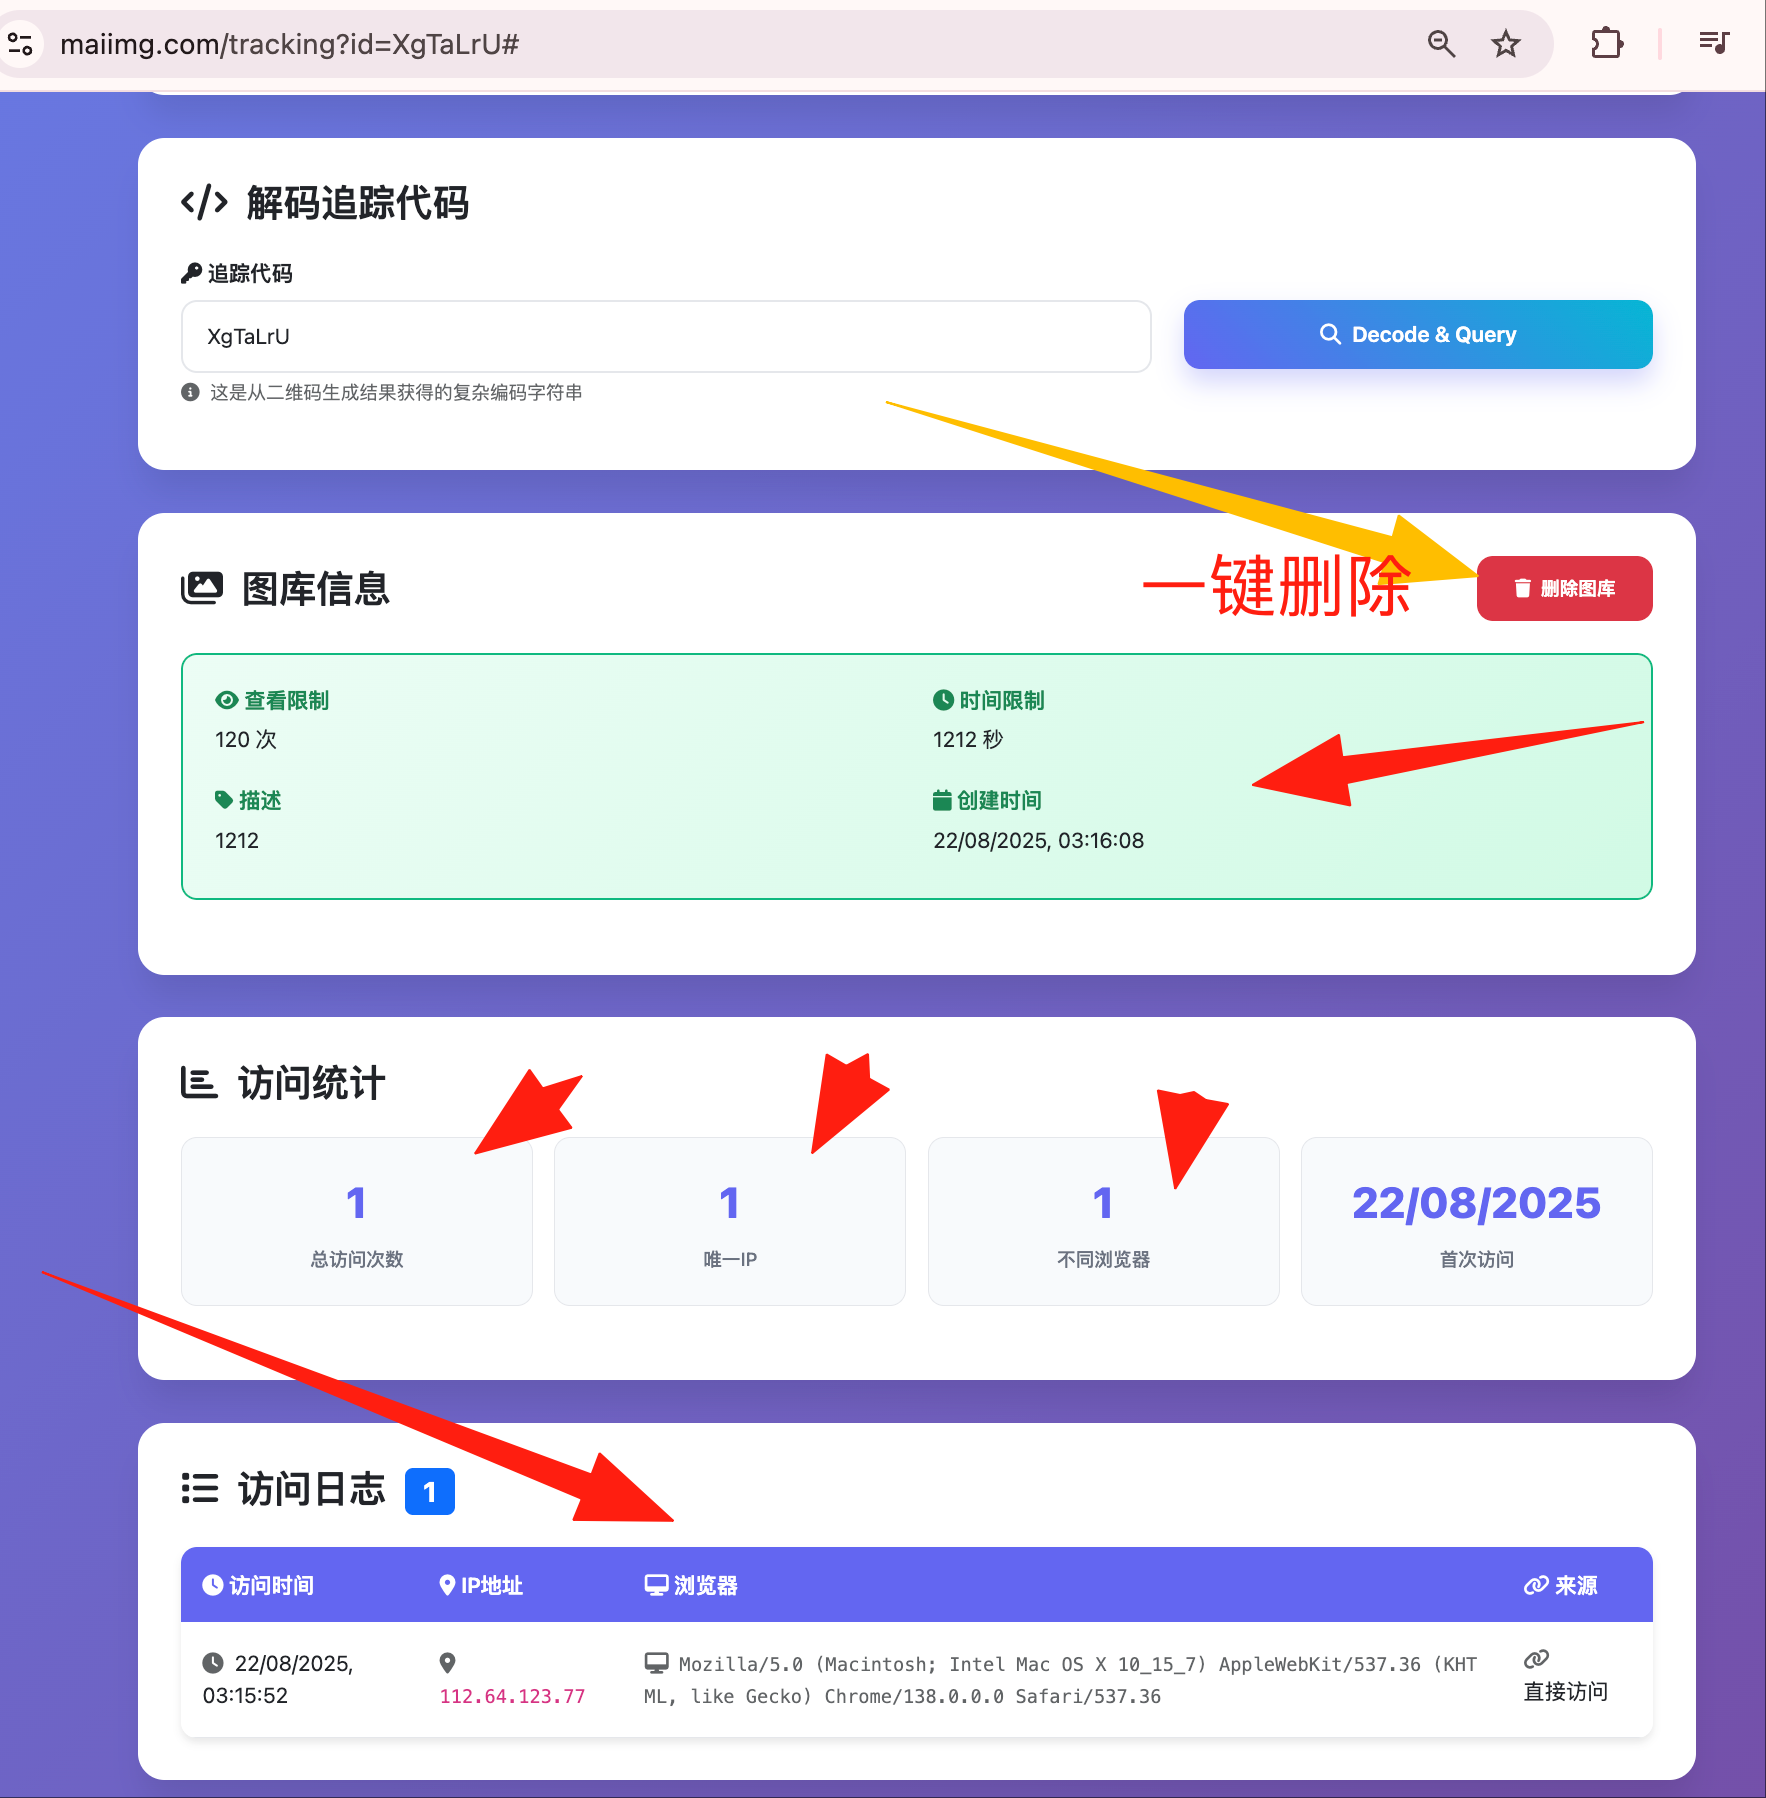 maiimg.com/tracking?id=XgTaLrU#
</> 解码追踪代码
追踪代码
XgTaLrU
Decode & Query
这是从二维码生成结果获得的复杂编码字符串
图库信息
一键删除
删除图库
查看限制
120 次
时间限制
1212 秒
描述
1212
创建时间
22/08/2025, 03:16:08
访问统计
1
总访问次数
1
唯一IP
1
不同浏览器
22/08/2025
首次访问
访问日志 1
访问时间 IP地址 浏览器 来源
22/08/2025,
03:15:52
112.64.123.77
Mozilla/5.0 (Macintosh; Intel Mac OS X 10_15_7) AppleWebKit/537.36 (KHT
ML, like Gecko) Chrome/138.0.0.0 Safari/537.36
直接访问